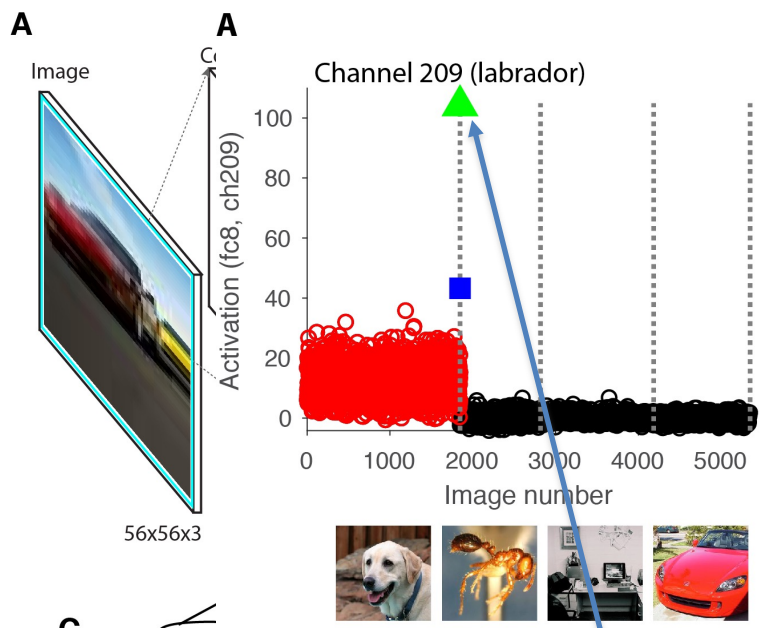 A
A
Image
Channel 209 (labrador)
Activation (fc8, ch209)
100
80
60
40
20
0
0 1000 2000 3000 4000 5000
Image number
56x56x3